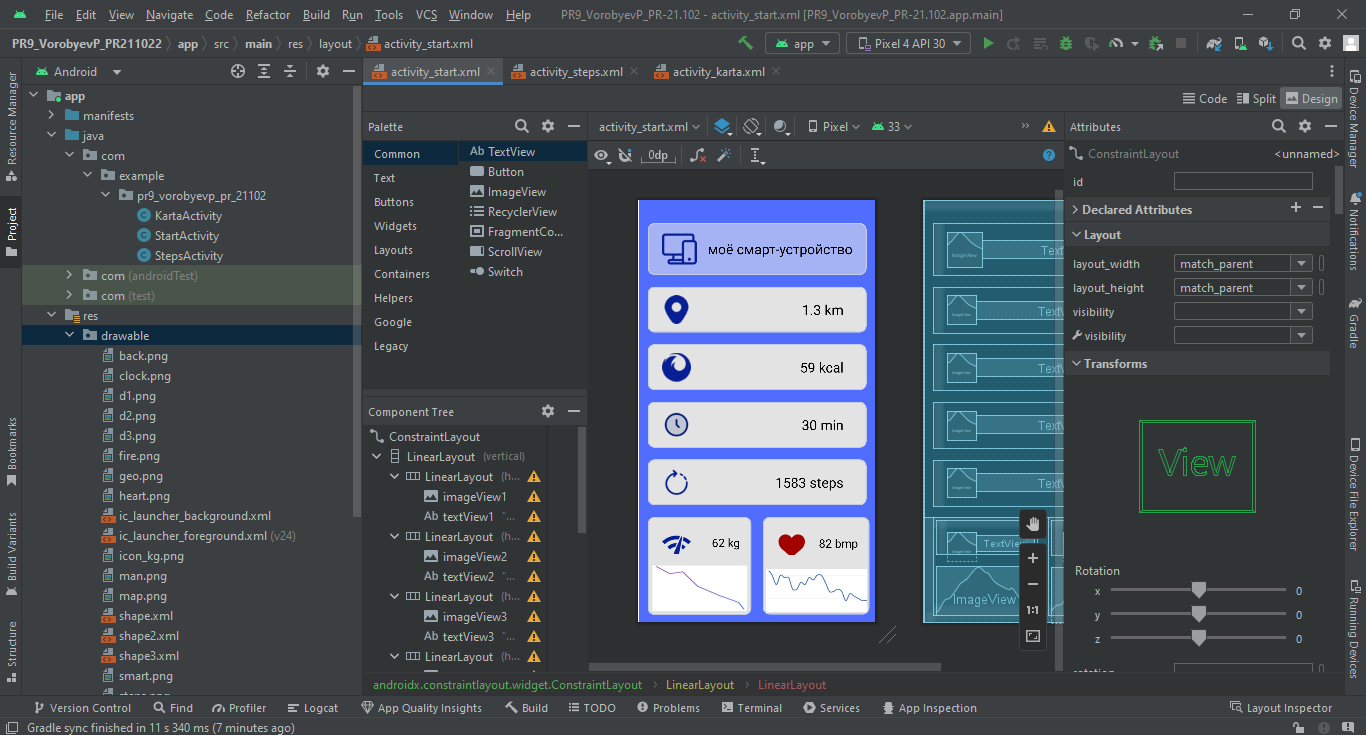 File Edit View Navigate Code Refactor Build Run Tools VCS Window Help PR9_VorobyevP_PR-21.102 - activity_start.xml [PR9_VorobyevP_PR-21.102.app.main]
PR9_VorobyevP_PR211022 app src main res layout activity_start.xml app Pixel 4 API 30
Resource Manager
Project
Bookmarks
Build Variants
Structure
Android
app
manifests
java
com
example
pr9_vorobyevp_pr_21102
KartaActivity
StartActivity
StepsActivity
com (androidTest)
com (test)
res
drawable
back.png
clock.png
d1.png
d2.png
d3.png
fire.png
geo.png
heart.png
ic_launcher_background.xml
ic_launcher_foreground.xml (v24)
icon_kg.png
man.png
map.png
shape.xml
shape2.xml
shape3.xml
smart.png
activity_start.xml activity_steps.xml activity_karta.xml
Code Split Design
Palette
Common
Text
Buttons
Widgets
Layouts
Containers
Helpers
Google
Legacy
Ab TextView
Button
ImageView
RecyclerView
FragmentCo...
ScrollView
Switch
Component Tree
ConstraintLayout
LinearLayout (vertical)
LinearLayout (h...
imageView1
Ab textView1 "...
LinearLayout (h...
imageView2
Ab textView2 "...
LinearLayout (h...
imageView3
Ab textView3 "...
LinearLayout (h...
activity_start.xml Pixel 33
0dp
моё смарт-устройство
1.3 km
59 kcal
30 min
1583 steps
62 kg
82 bmp
ImageView Text
ImageView TextV
ImageView TextV
ImageView TextV
ImageView TextV
ImageView TextView
ImageView
1:1
Attributes
ConstraintLayout <unnamed>
id
Declared Attributes
Layout
layout_width match_parent
layout_height match_parent
visibility
visibility
Transforms
View
Rotation
x 0
y 0
z 0
rotation
Device Manager
Notifications
Gradle
Device File Explorer
Running Devices
androidx.constraintlayout.widget.ConstraintLayout LinearLayout LinearLayout
Version Control Find Profiler Logcat App Quality Insights Build TODO Problems Terminal Services App Inspection Layout Inspector
Gradle sync finished in 11 s 340 ms (7 minutes ago)